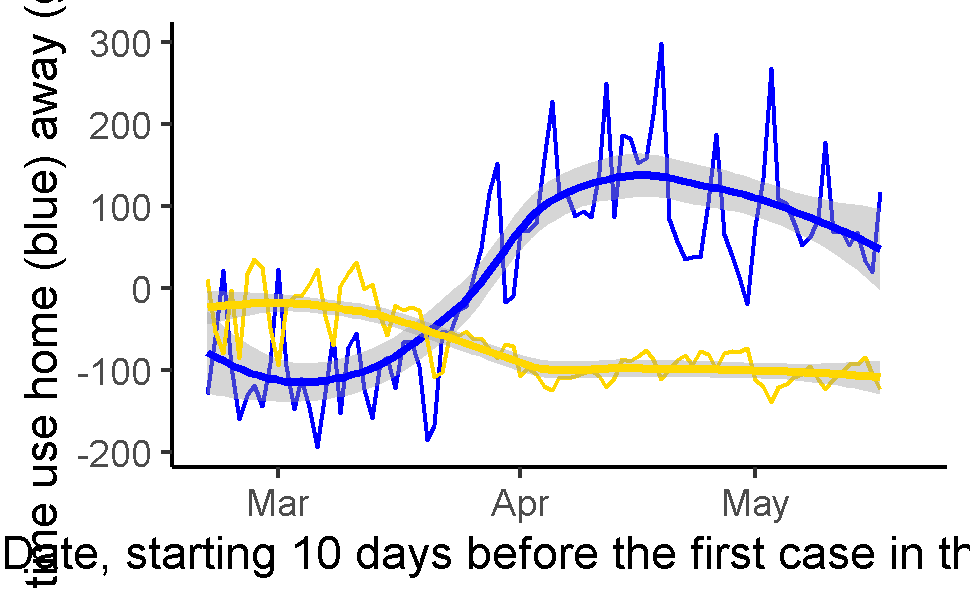 time use home (blue) away (
300
200
100
0
-100
-200
Mar Apr May
Date, starting 10 days before the first case in th